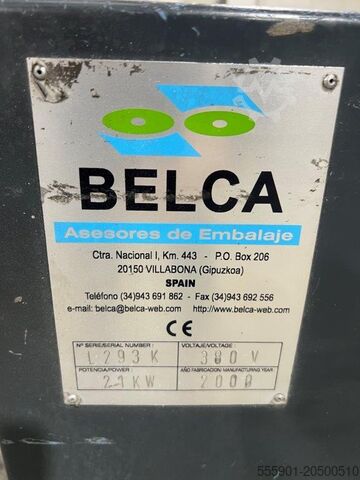 BELCA
Asesores de Embalaje
Ctra. Nacional I, Km. 443 - P.O. Box 206
20150 VILLABONA (Gipuzkoa)
SPAIN
Teléfono (34)943 691 862 - Fax (34)943 692 556
e-mail: belca@belca-web.com http://www.belca-web.com
CE
Nº SERIE/SERIAL NUMBER: VOLTAJE/VOLTAGE:
L293K 380 V
POTENCIA/POWER AÑO FABRICACION/MANUFACTURING YEAR
21KW 2000
555901-20500510